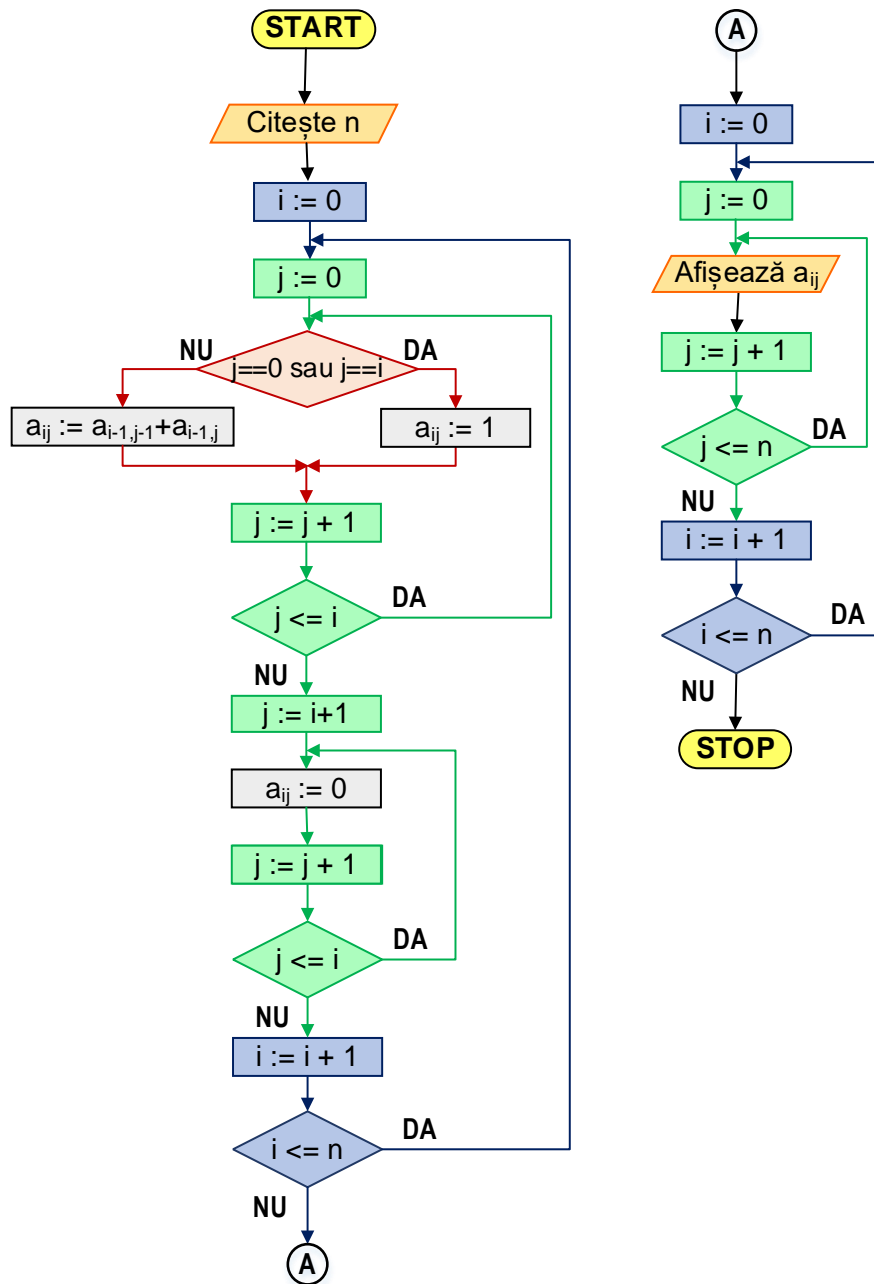 START
Citește n
i := 0
j := 0
NU
DA
j==0 sau j==i
aij := ai-1,j-1+ai-1,j
aij := 1
j := j + 1
j <= i
DA
NU
j := i+1
aij := 0
j := j + 1
j <= i
DA
NU
i := i + 1
i <= n
DA
NU
A
A
i := 0
j := 0
Afișează aij
j := j + 1
j <= n
DA
NU
i := i + 1
i <= n
DA
NU
STOP